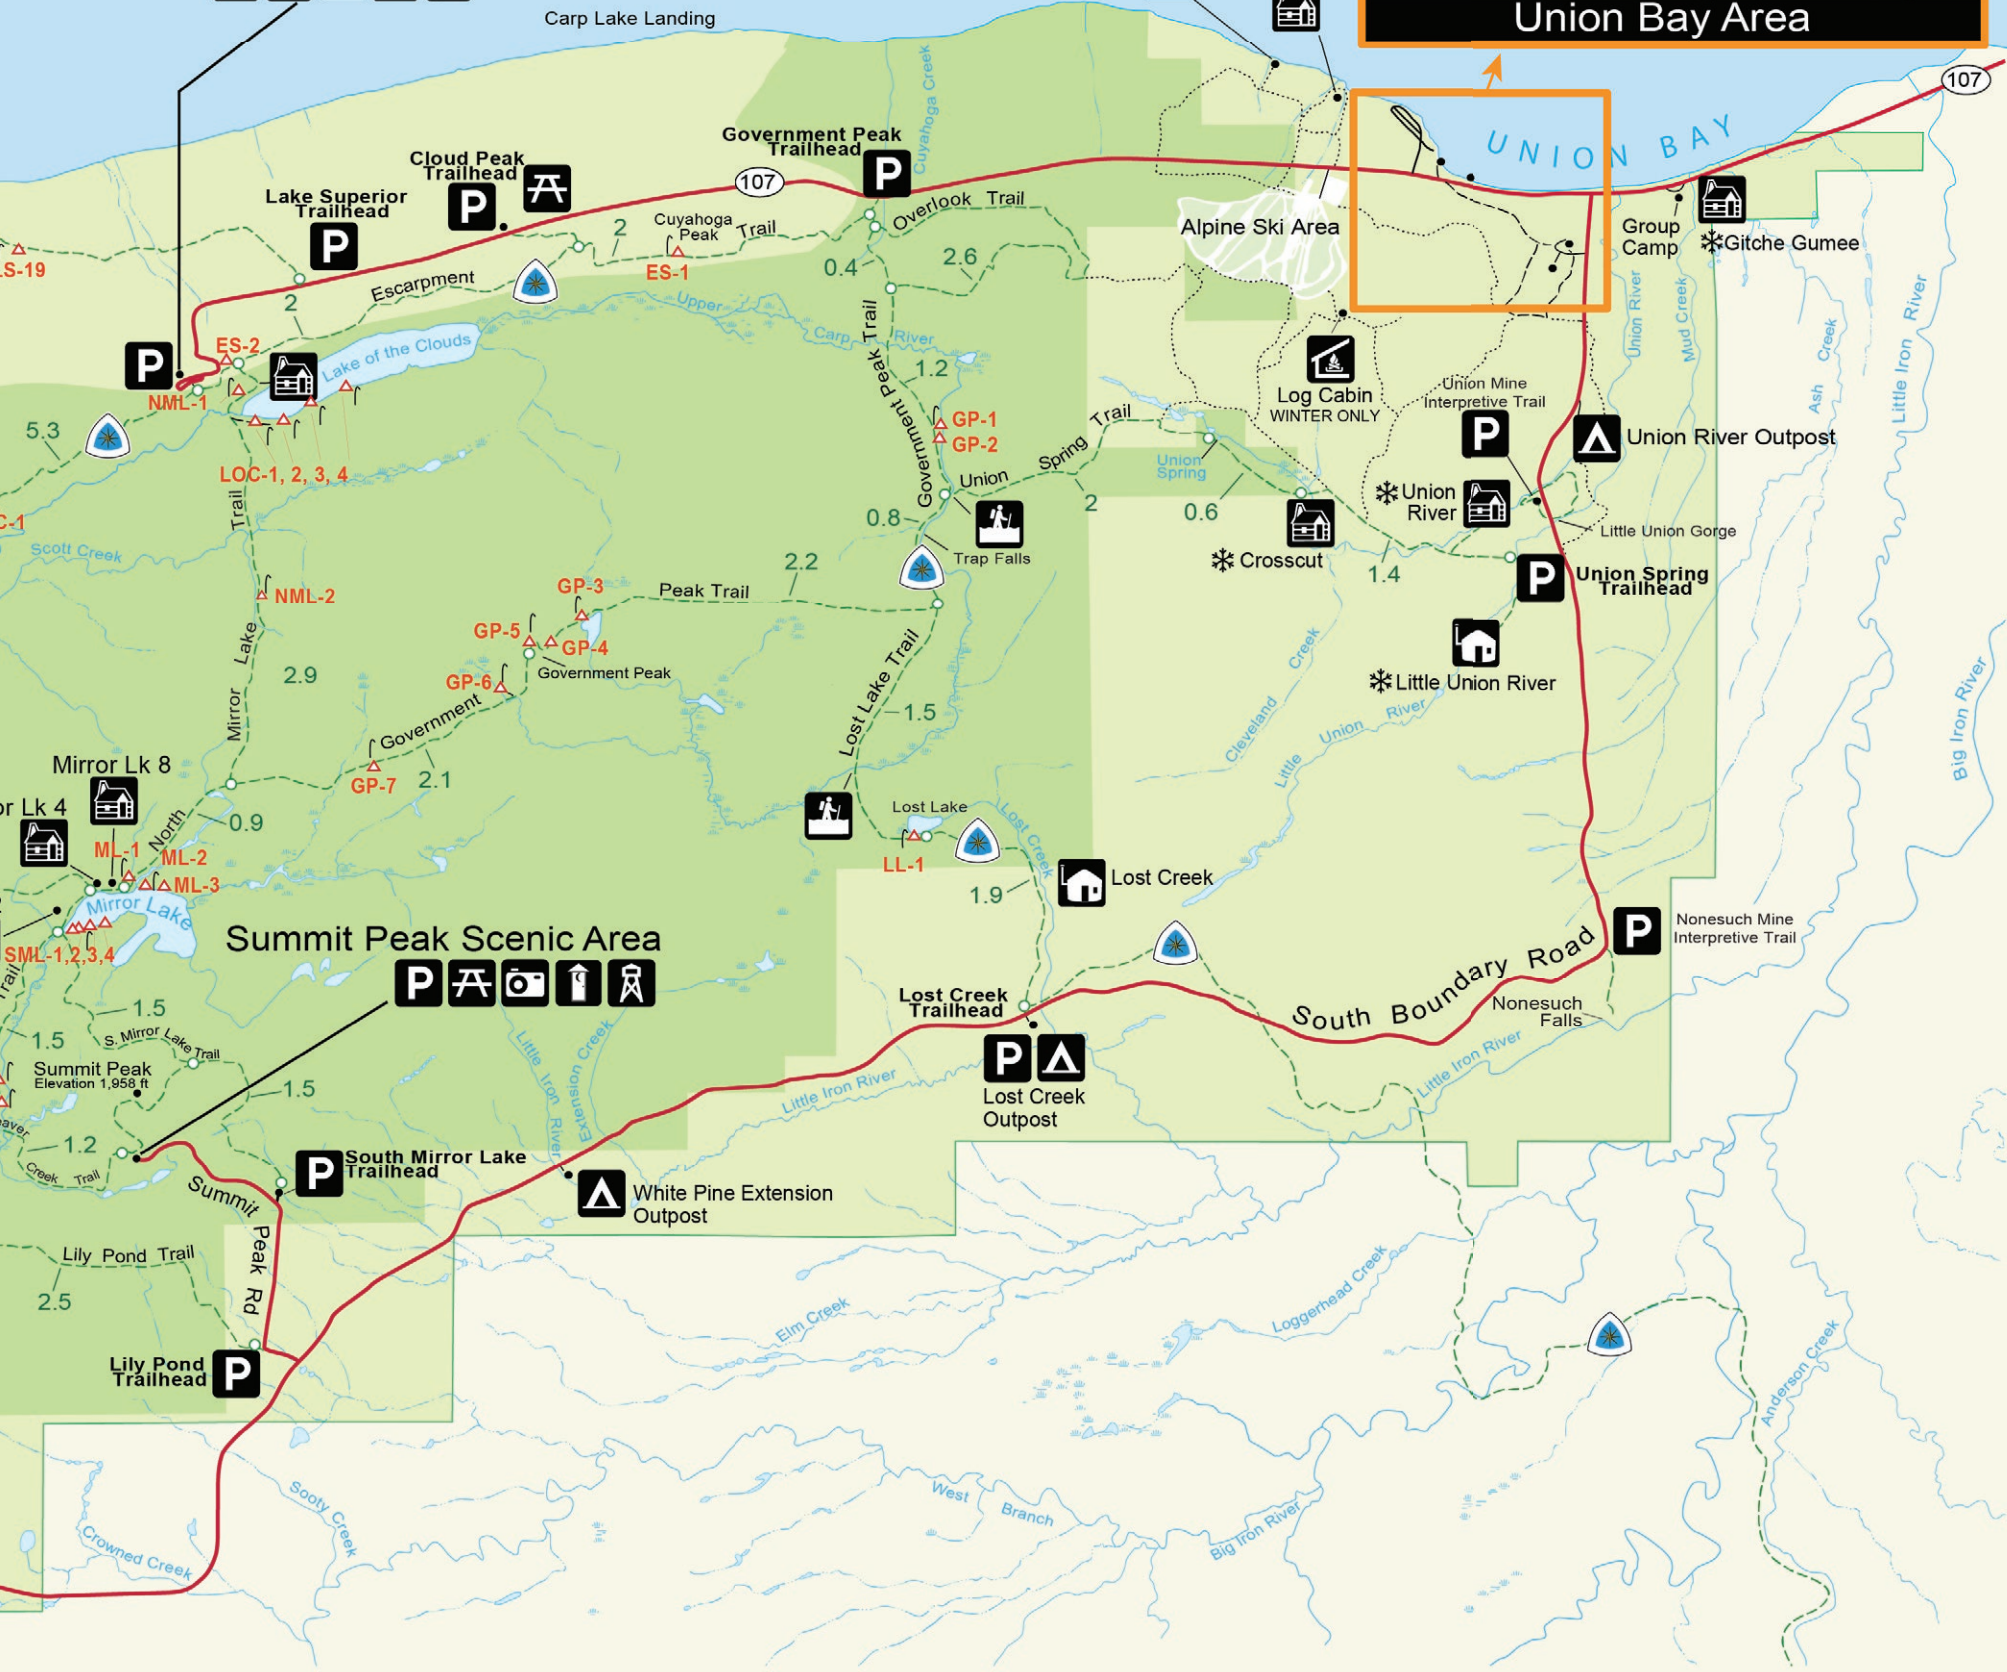 Carp Lake Landing
Union Bay Area
107
UNION BAY
Cuyahoga Creek
Government Peak
Trailhead
P
Cloud Peak
Trailhead
P
107
Lake Superior
Trailhead
P
Overlook Trail
Cuyahoga
Peak Trail
2
ES-1
0.4
2.6
Alpine Ski Area
Group
Camp
Gitche Gumee
Escarpment
2
Upper
Carp
River
ES-2
P
NML-1
Lake of the Clouds
5.3
LOC-1, 2, 3, 4
Government Peak Trail
1.2
GP-1
GP-2
Log Cabin
WINTER ONLY
Union River
Mud Creek
Ash Creek
Little Iron River
Union Mine
Interpretive Trail
P
Union River Outpost
Union Spring Trail
2
Union
Spring
0.6
Union
River
Little Union Gorge
Crosscut
1.4
P
Union Spring
Trailhead
Little Union River
0.8
Trap Falls
Scott Creek
C-1
NML-2
GP-3
Peak Trail
2.2
GP-5
GP-4
Government Peak
GP-6
Government
2.1
GP-7
Mirror Lake Trail
2.9
North
0.9
Lost Lake Trail
1.5
Cleveland Creek
Little Union River
Big Iron River
Mirror Lk 8
or Lk 4
ML-1
ML-2
ML-3
Mirror Lake
SML-1,2,3,4
Trail
Lost Lake
LL-1
Lost Creek
1.9
Lost Creek
Summit Peak Scenic Area
P
P
Nonesuch Mine
Interpretive Trail
South Boundary Road
Nonesuch
Falls
Little Iron River
Lost Creek
Trailhead
P
Lost Creek
Outpost
Little Iron River
Little Iron River
Extension Creek
1.5
1.5
S. Mirror Lake Trail
Summit Peak
Elevation 1,958 ft
1.5
1.2
eaver
Creek Trail
P
South Mirror Lake
Trailhead
White Pine Extension
Outpost
Summit Peak Rd
Lily Pond Trail
2.5
Lily Pond
Trailhead
P
Elm Creek
Loggerhead Creek
Anderson Creek
West Branch
Big Iron River
Sooty Creek
Crowned Creek
LS-19